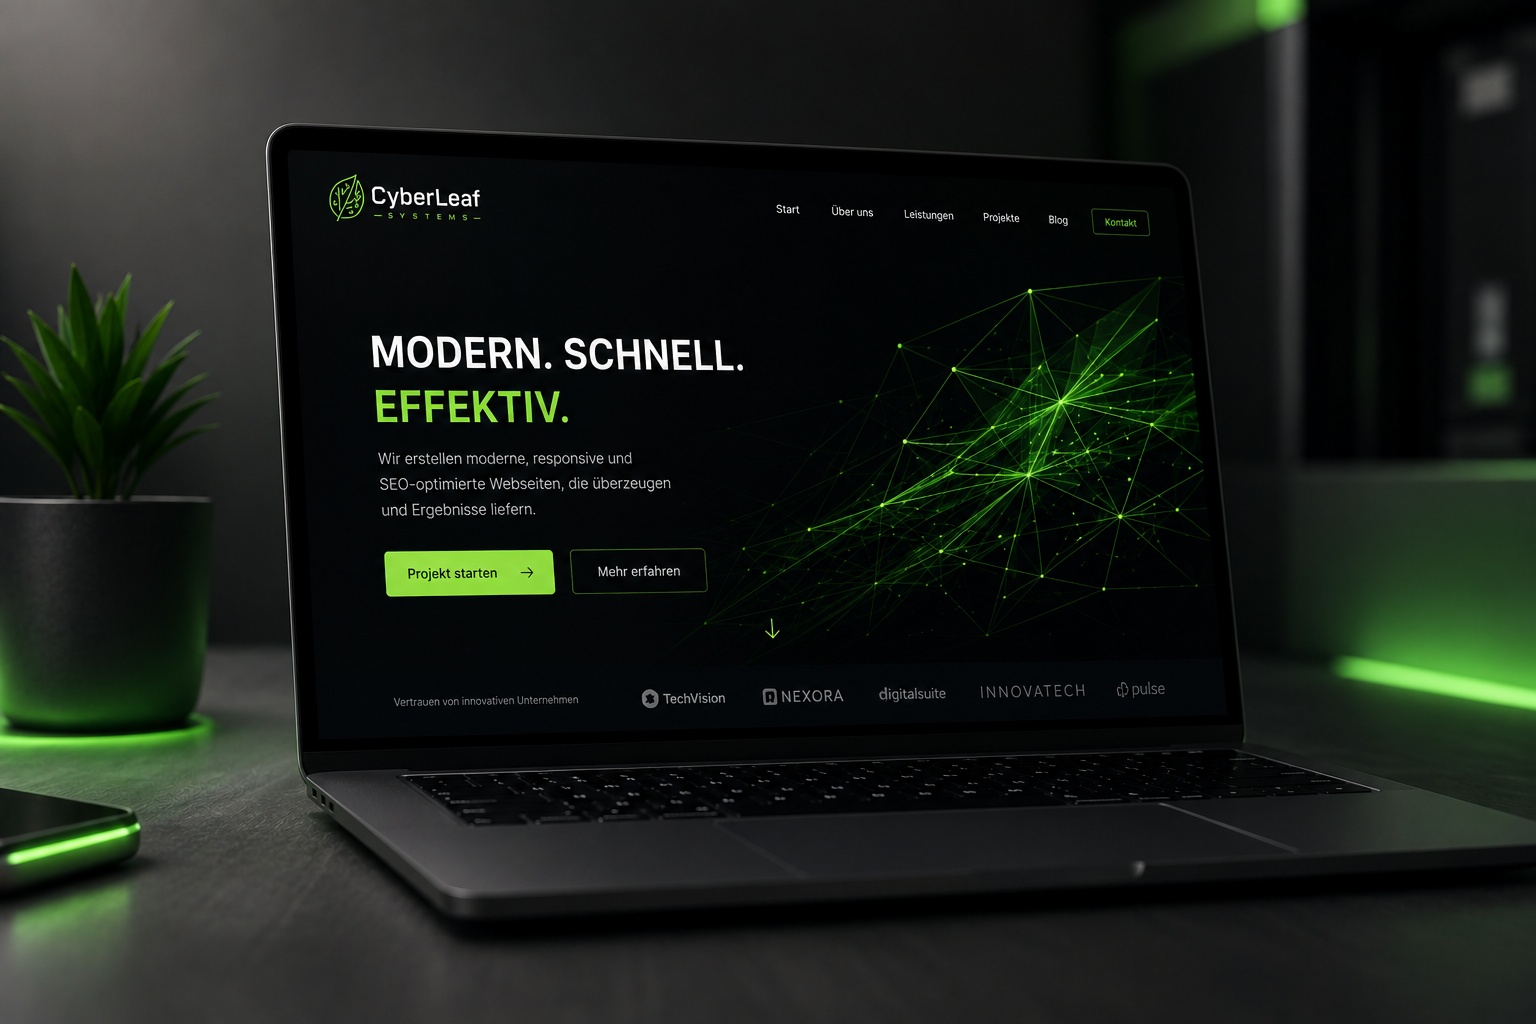 CyberLeaf
SYSTEMS
Start Über uns Leistungen Projekte Blog Kontakt
MODERN. SCHNELL.
EFFEKTIV.
Wir erstellen moderne, responsive und
SEO-optimierte Webseiten, die überzeugen
und Ergebnisse liefern.
Projekt starten → Mehr erfahren
Vertrauen von innovativen Unternehmen TechVision NEXORA digitalsuite INNOVATECH pulse